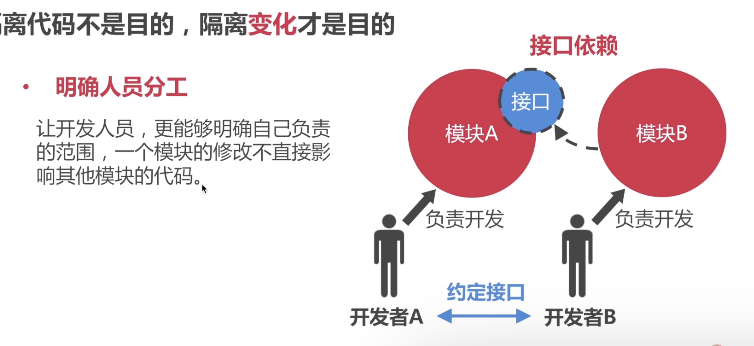 离代码不是目的，隔离变化才是目的
接口依赖
• 明确人员分工
让开发人员，更能够明确自己负责
的范围，一个模块的修改不直接影
响其他模块的代码。
接口
模块A
模块B
负责开发
负责开发
约定接口
开发者A
开发者B